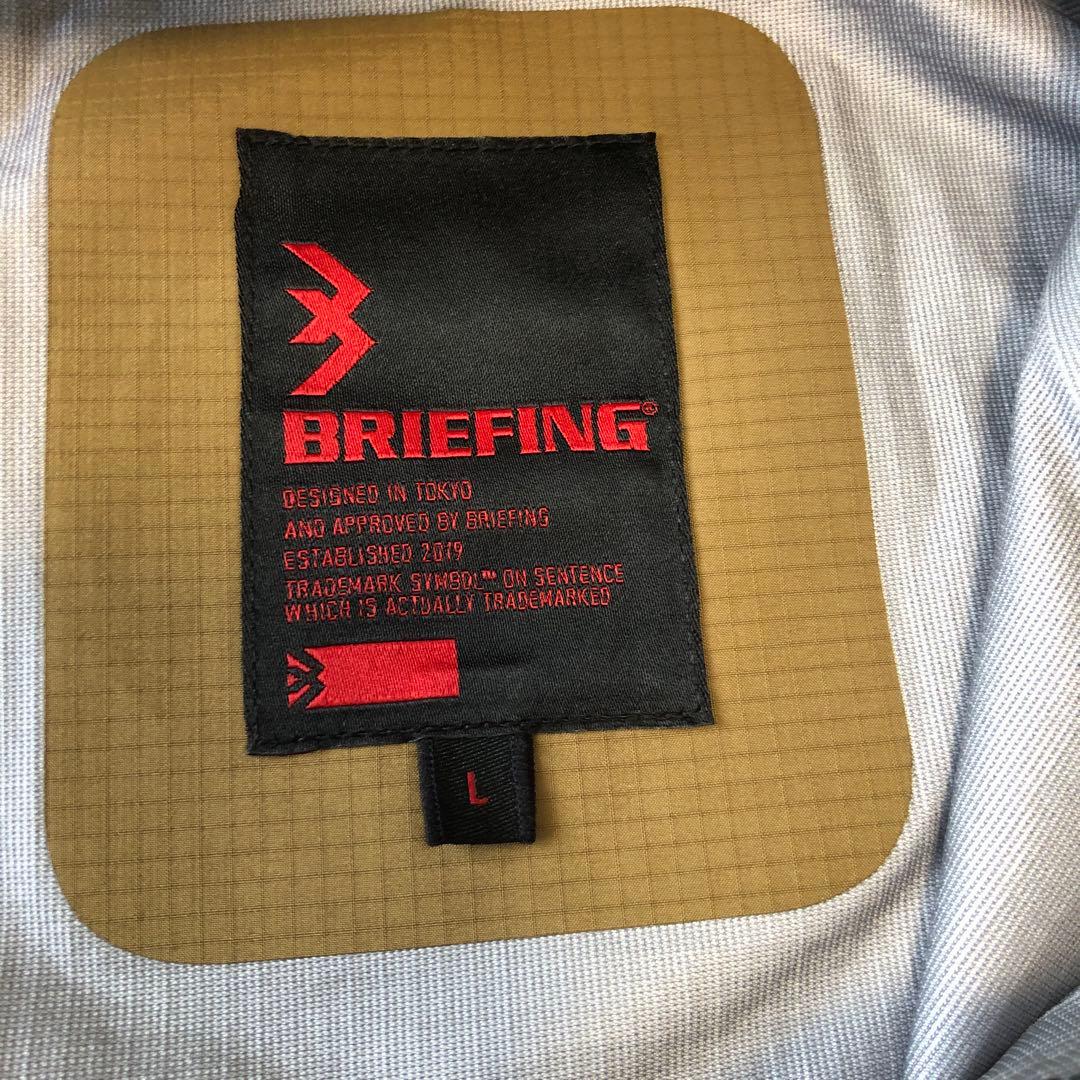 BRIEFING®
DESIGNED IN TOKYO
AND APPROVED BY BRIEFING
ESTABLISHED 2019
TRADEMARK SYMBOL™ ON SENTENCE
WHICH IS ACTUALLY TRADEMARKED
L